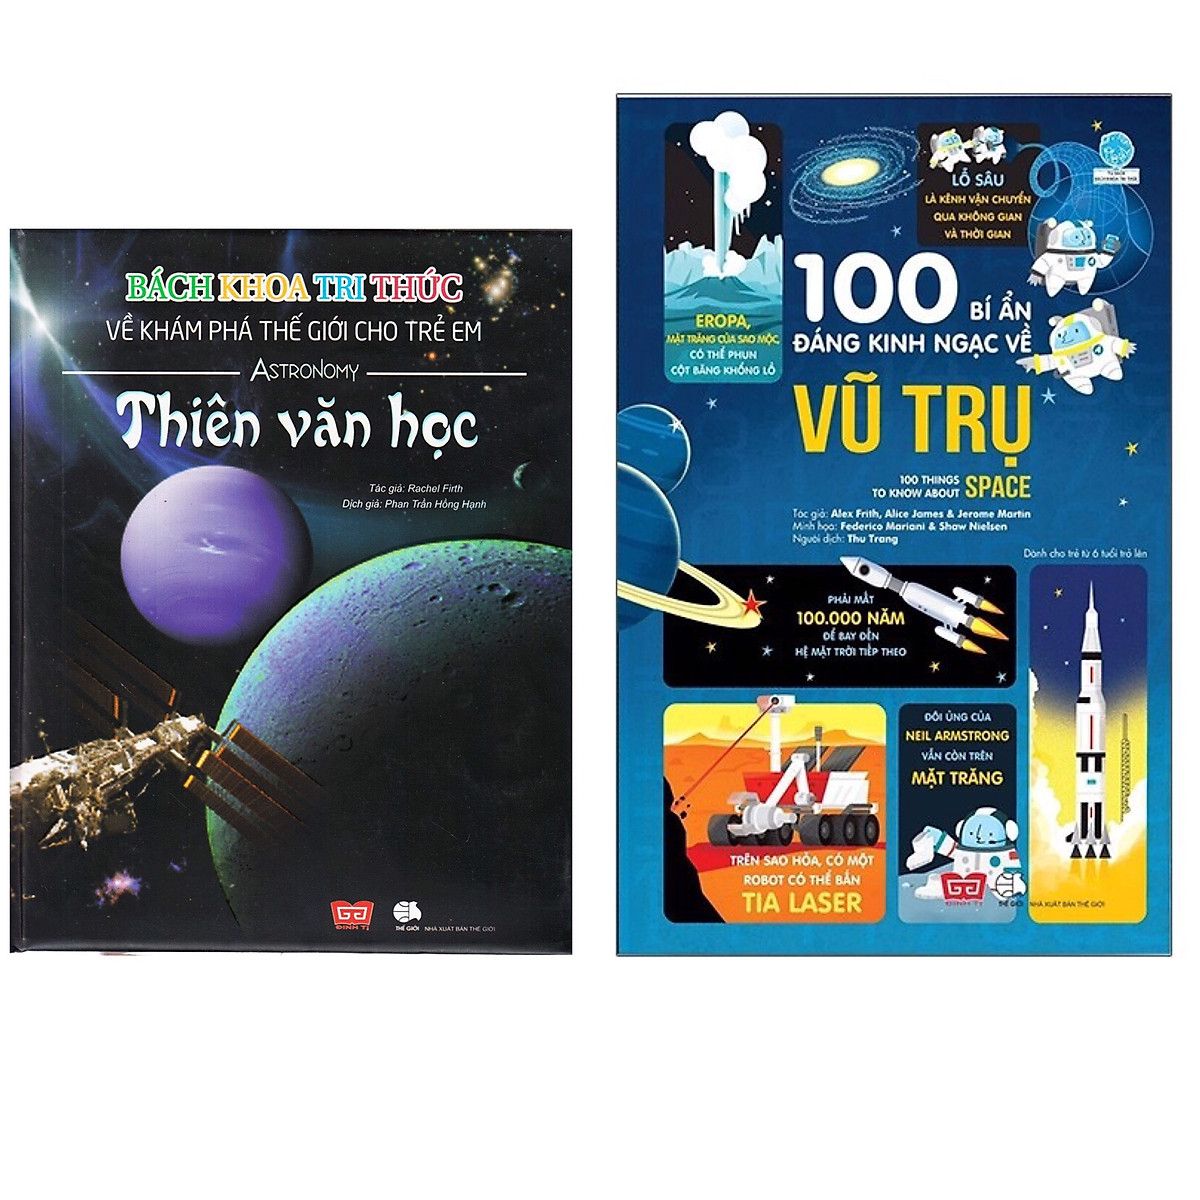 BÁCH KHOA TRI THỨC
VỀ KHÁM PHÁ THẾ GIỚI CHO TRẺ EM
ASTRONOMY
Thiên văn học
Tác giả: Rachel Firth
Dịch giả: Phan Trần Hồng Hạnh
ĐINH TỊ
THẾ GIỚI
NHÀ XUẤT BẢN THẾ GIỚI
LỖ SÂU
LÀ KÊNH VẬN CHUYỂN
QUA KHÔNG GIAN
VÀ THỜI GIAN
TỦ SÁCH
BÁCH KHOA TRI THỨC
EROPA,
MẶT TRĂNG CỦA SAO MỘC,
CÓ THỂ PHUN
CỘT BĂNG KHỔNG LỒ
100 BÍ ẨN
ĐÁNG KINH NGẠC VỀ
VŨ TRỤ
100 THINGS
TO KNOW ABOUT SPACE
Tác giả: Alex Frith, Alice James & Jerome Martin
Minh họa: Federico Mariani & Shaw Nielsen
Người dịch: Thu Trang
Dành cho trẻ từ 6 tuổi trở lên
PHẢI MẤT
100.000 NĂM
ĐỂ BAY ĐẾN
HỆ MẶT TRỜI TIẾP THEO
TRÊN SAO HỎA, CÓ MỘT
ROBOT CÓ THỂ BẮN
TIA LASER
ĐÔI ỦNG CỦA
NEIL ARMSTRONG
VẪN CÒN TRÊN
MẶT TRĂNG
ĐINH TỊ
THẾ GIỚI
NHÀ XUẤT BẢN THẾ GIỚI